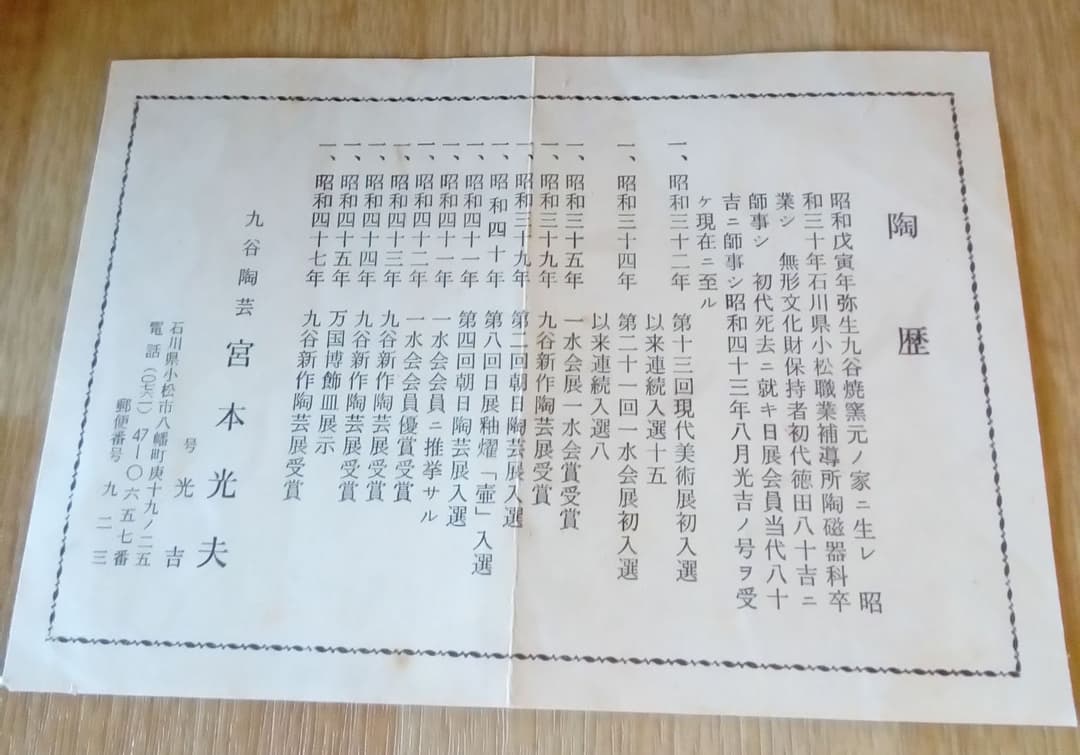 陶歴
昭和戊寅年弥生九谷焼窯元ノ家ニ生レ 昭
和三十年石川県小松職業補導所陶磁器科卒
業シ 無形文化財保持者初代徳田八十吉ニ
師事シ 初代死去ニ就キ日展会員当代八十
吉ニ師事シ昭和四十三年八月光吉ノ号ヲ受
ケ現在ニ至ル
一、昭和三十二年 第十三回現代美術展初入選
以来連続入選十五
一、昭和三十四年 第二十一回一水会展初入選
以来連続入選八
一、昭和三十五年 一水会展一水会賞受賞
一、昭和三十九年 九谷新作陶芸展受賞
一、昭和三十九年 第二回朝日陶芸展入選
一、昭和四十年 第八回日展釉燿「壺」入選
一、昭和四十一年 第四回朝日陶芸展入選
一、昭和四十一年 一水会会員ニ推挙サル
一、昭和四十二年 一水会会員優賞受賞
一、昭和四十三年 九谷新作陶芸展受賞
一、昭和四十四年 九谷新作陶芸展受賞
一、昭和四十五年 万国博飾皿展示
一、昭和四十七年 九谷新作陶芸展受賞
九谷陶芸 宮本光夫
号 光吉
石川県小松市八幡町庚十九ノ二五
電話(〇七六一)47-〇六五七番
郵便番号 九二三